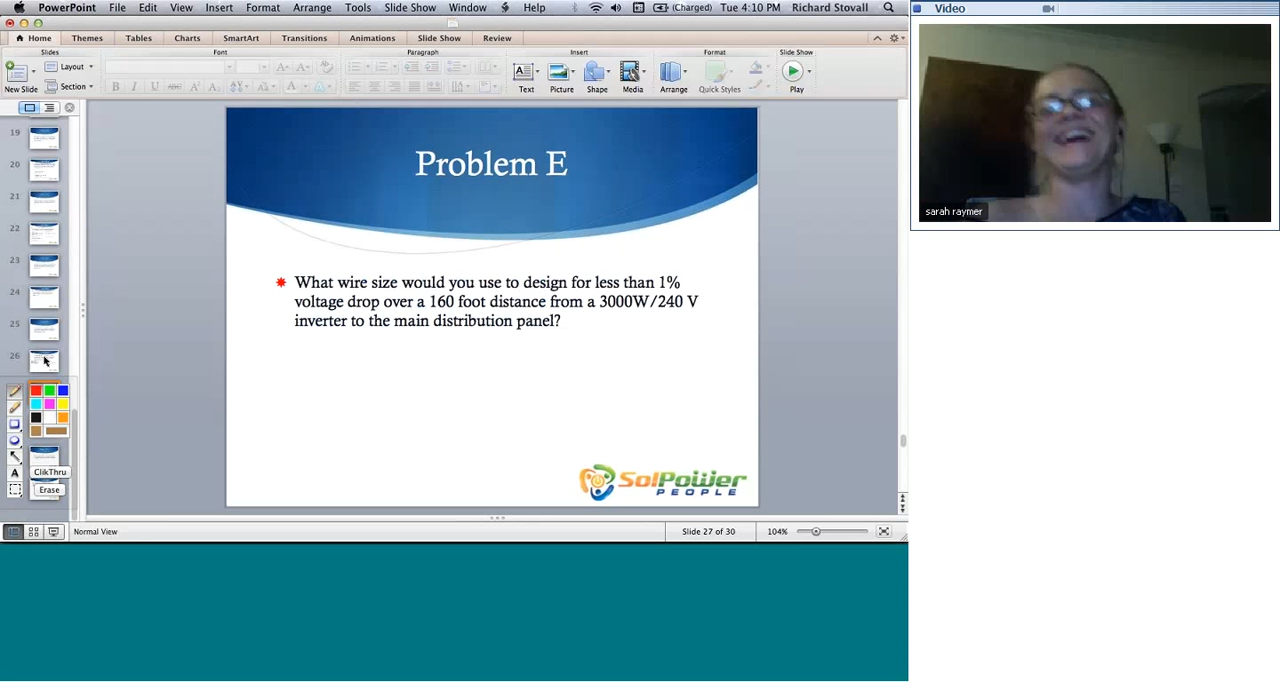 PowerPoint File Edit View Insert Format Arrange Tools Slide Show Window Help (Charged) Tue 4:10 PM Richard Stovall
Video
Home Themes Tables Charts SmartArt Transitions Animations Slide Show Review
Slides Font Paragraph Insert Format Slide Show
New Slide Layout Section Text Picture Shape Media Arrange Quick Styles Play
B I U ABC A A
19
20
21
22
23
24
25
26
Problem E
What wire size would you use to design for less than 1%
voltage drop over a 160 foot distance from a 3000W/240 V
inverter to the main distribution panel?
SolPower
PEOPLE
sarah raymer
A
ClikThru
Erase
Normal View Slide 27 of 30 104%